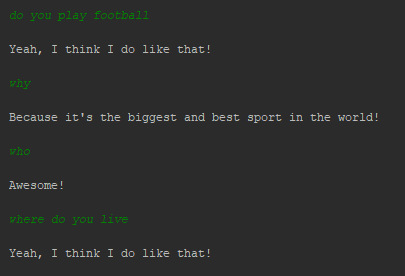 do you play football
Yeah, I think I do like that!
why
Because it's the biggest and best sport in the world!
who
Awesome!
where do you live
Yeah, I think I do like that!